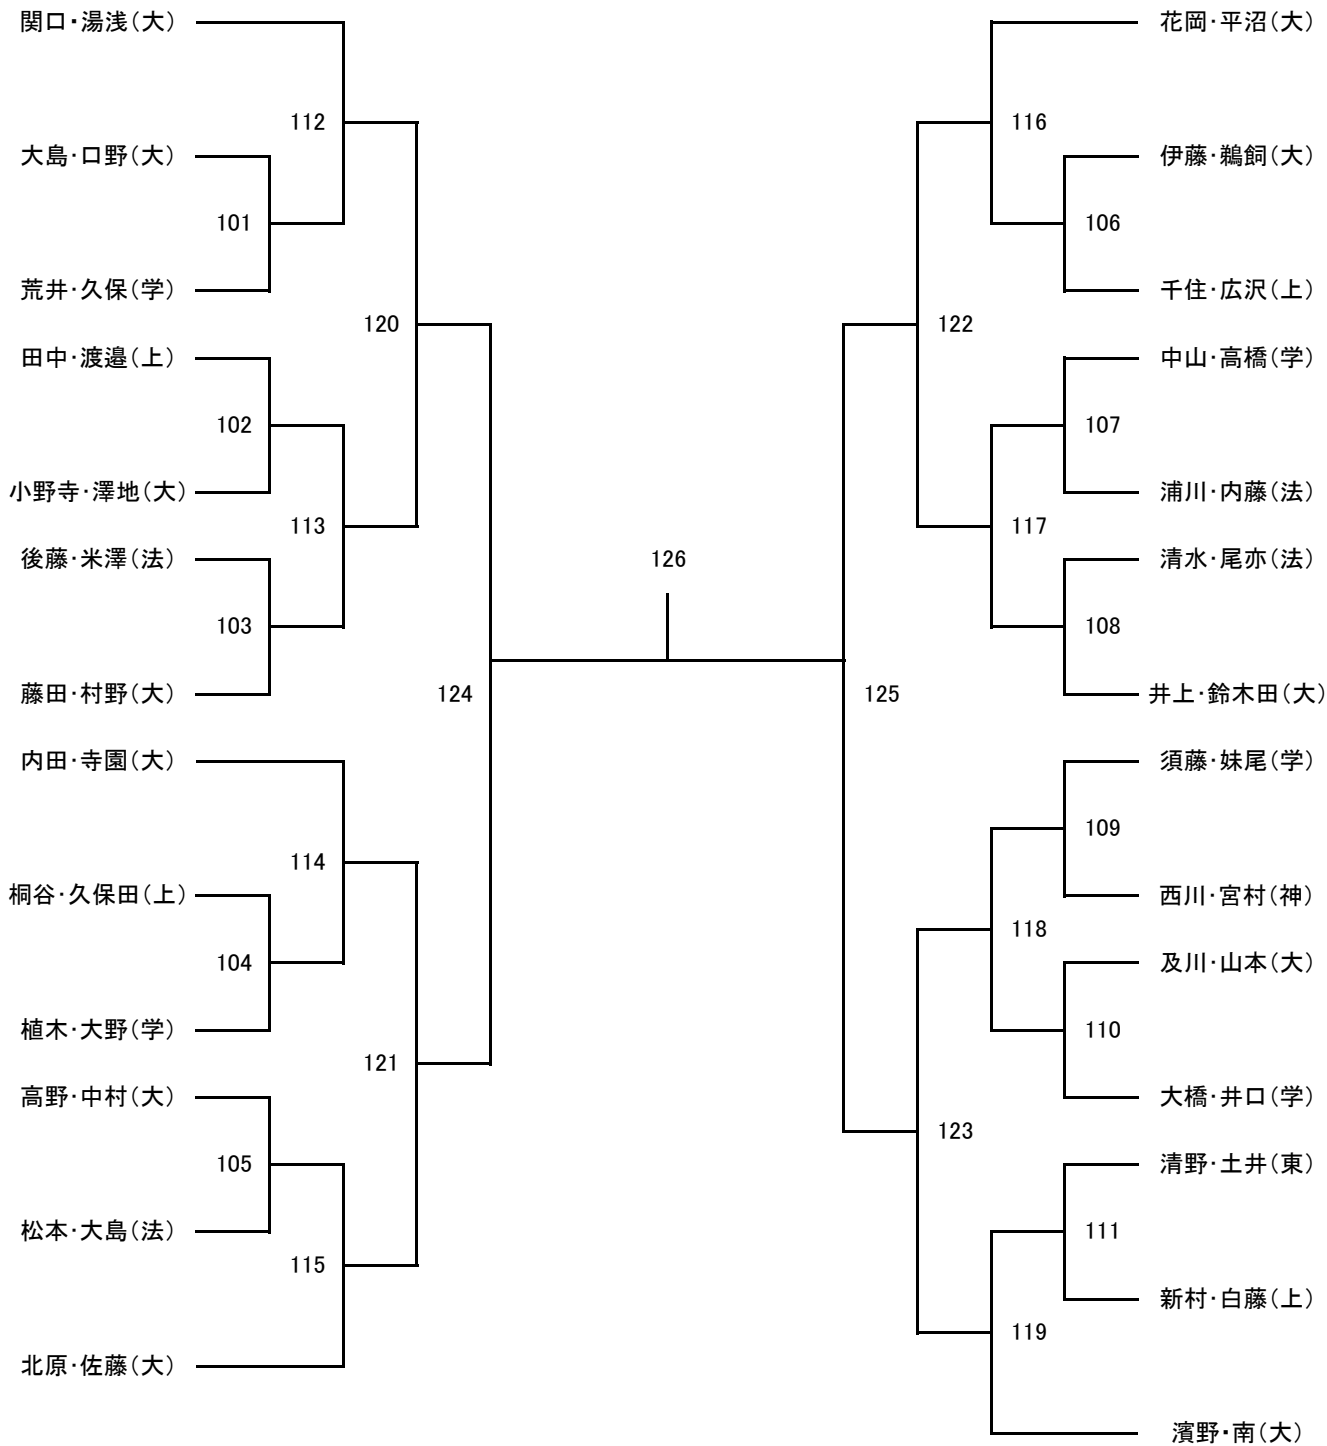 関口・湯浅(大)
112
大島・口野(大)
101
荒井・久保(学)
120
田中・渡邉(上)
102
小野寺・澤地(大)
113
後藤・米澤(法)
103
藤田・村野(大)
124
内田・寺園(大)
114
桐谷・久保田(上)
104
植木・大野(学)
121
高野・中村(大)
105
松本・大島(法)
115
北原・佐藤(大)
126
花岡・平沼(大)
116
伊藤・鵜飼(大)
106
千住・広沢(上)
122
中山・高橋(学)
107
浦川・内藤(法)
117
清水・尾亦(法)
108
井上・鈴木田(大)
125
須藤・妹尾(学)
109
西川・宮村(神)
118
及川・山本(大)
110
大橋・井口(学)
123
清野・土井(東)
111
新村・白藤(上)
119
濱野・南(大)